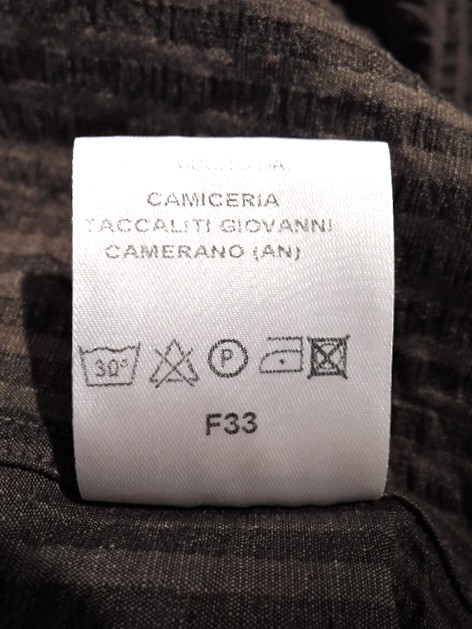 CAMICERIA
TACCALITI GIOVANNI
CAMERANO (AN)
30°
P
F33